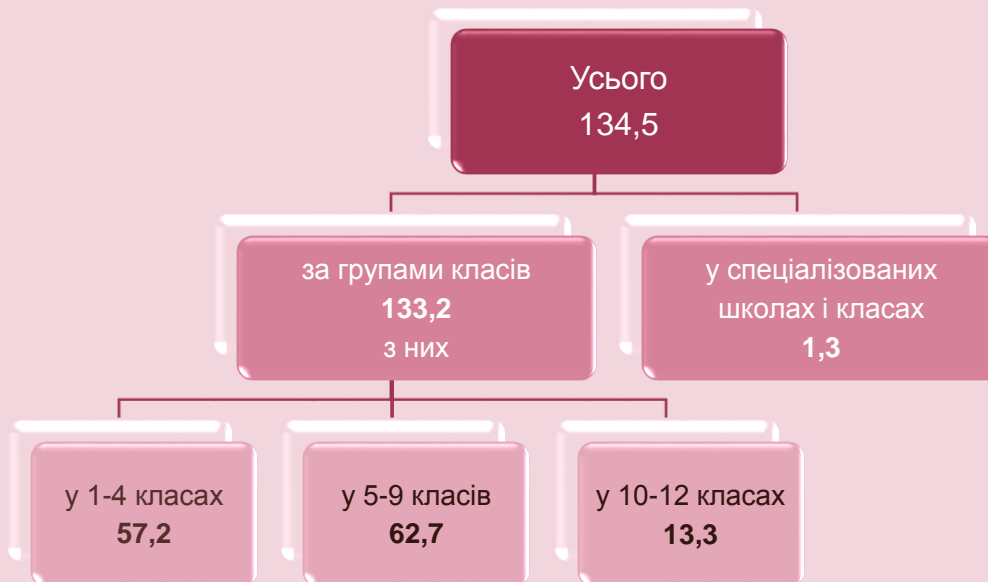 Усього
134,5
за групами класів
133,2
з них
у спеціалізованих
школах і класах
1,3
у 1-4 класах
57,2
у 5-9 класів
62,7
у 10-12 класах
13,3